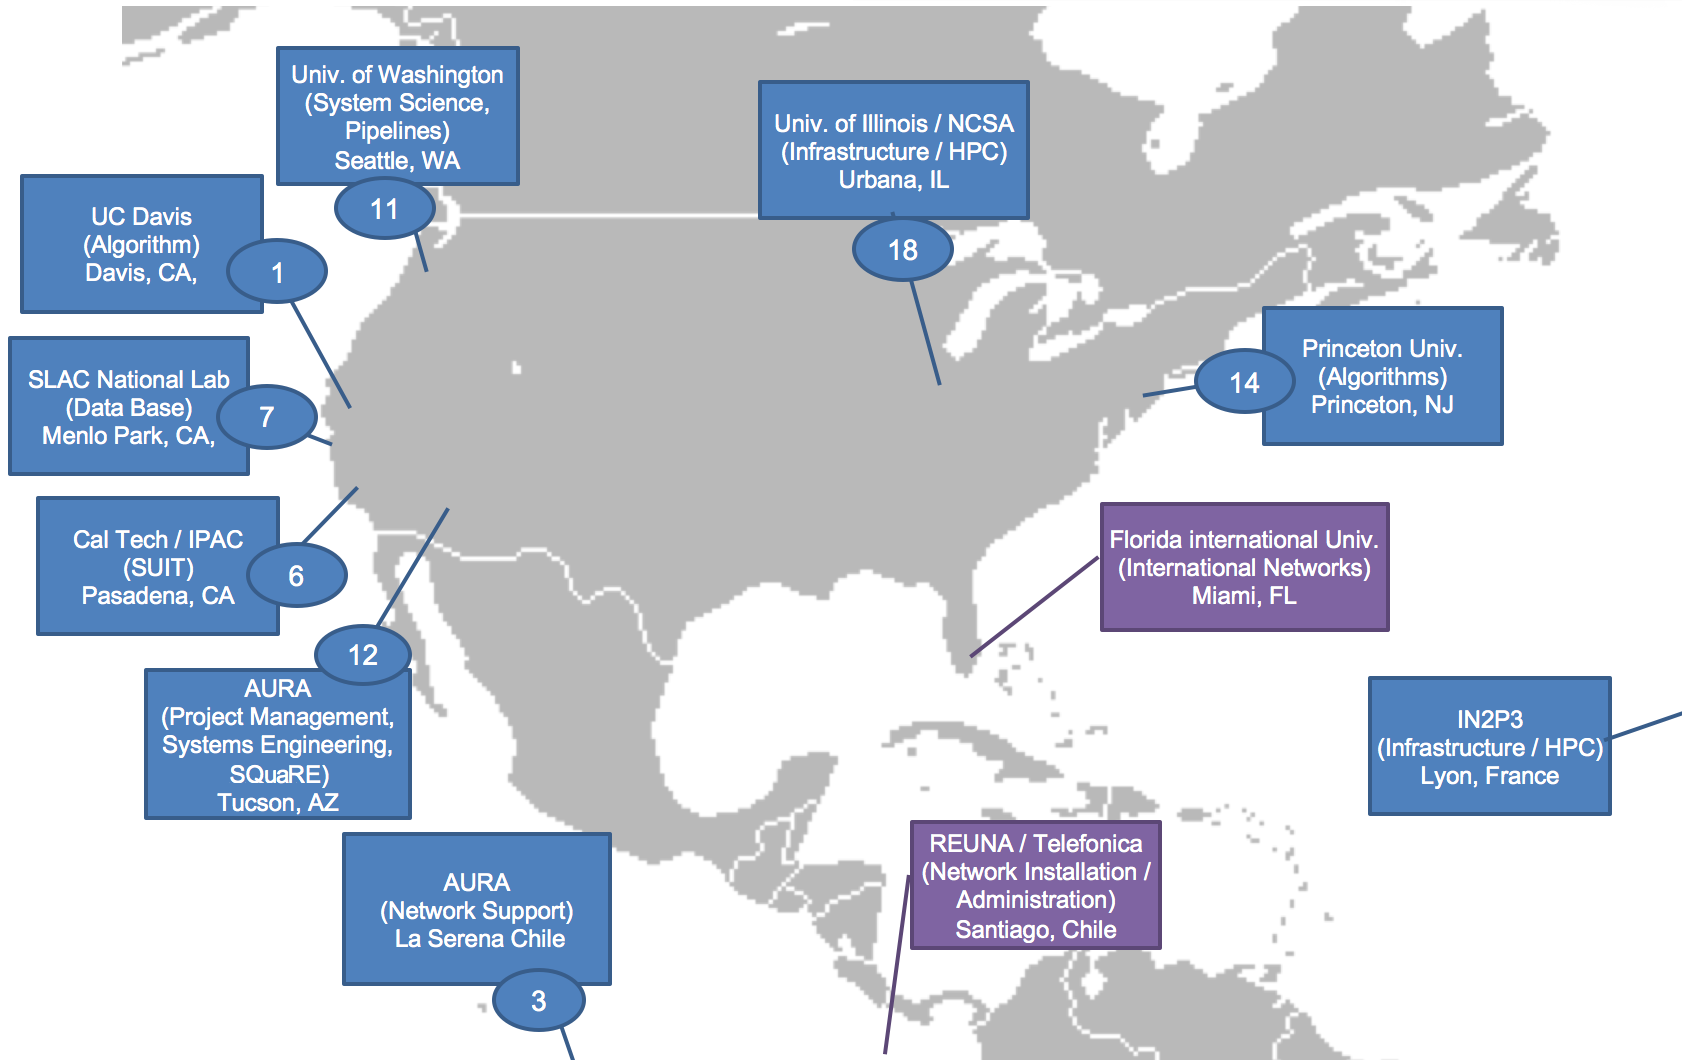 Univ. of Washington
(System Science,
Pipelines)
Seattle, WA
11
Univ. of Illinois / NCSA
(Infrastructure / HPC)
Urbana, IL
18
UC Davis
(Algorithm)
Davis, CA,
1
SLAC National Lab
(Data Base)
Menlo Park, CA,
7
Princeton Univ.
(Algorithms)
Princeton, NJ
14
Cal Tech / IPAC
(SUIT)
Pasadena, CA
6
Florida international Univ.
(International Networks)
Miami, FL
12
AURA
(Project Management,
Systems Engineering,
SQuaRE)
Tucson, AZ
IN2P3
(Infrastructure / HPC)
Lyon, France
AURA
(Network Support)
La Serena Chile
3
REUNA / Telefonica
(Network Installation /
Administration)
Santiago, Chile